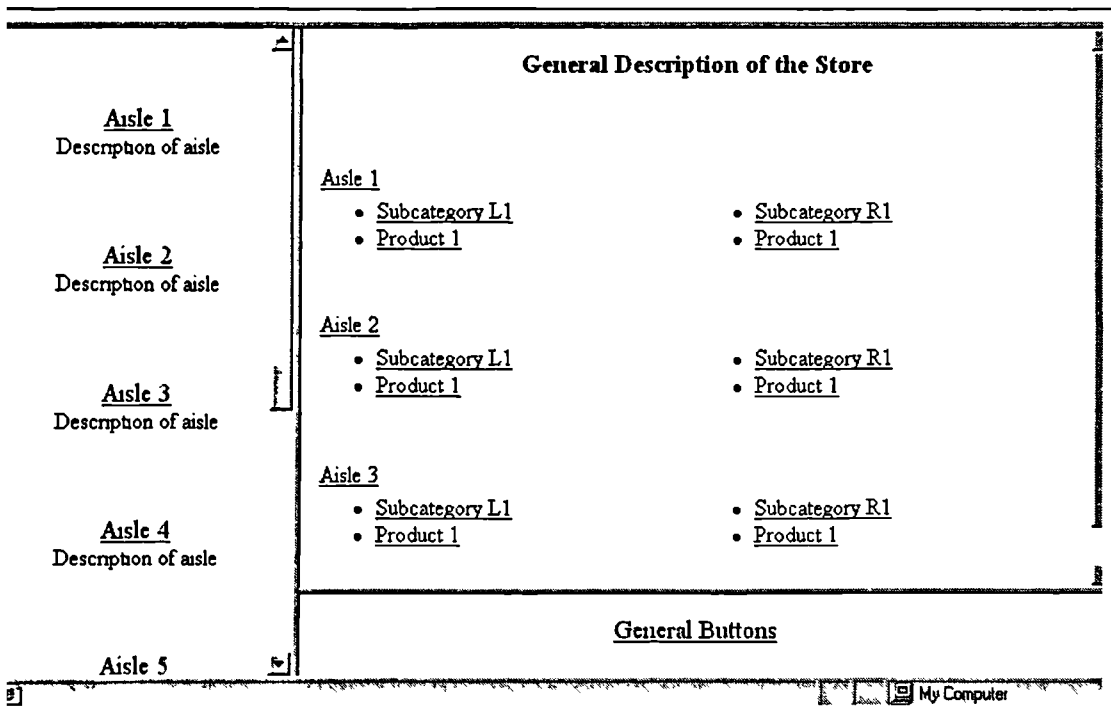 Aisle 1
Description of aisle
Aisle 2
Description of aisle
Aisle 3
Description of aisle
Aisle 4
Description of aisle
Aisle 5
General Description of the Store
Aisle 1
• Subcategory L1 • Subcategory R1
• Product 1 • Product 1
Aisle 2
• Subcategory L1 • Subcategory R1
• Product 1 • Product 1
Aisle 3
• Subcategory L1 • Subcategory R1
• Product 1 • Product 1
General Buttons
My Computer